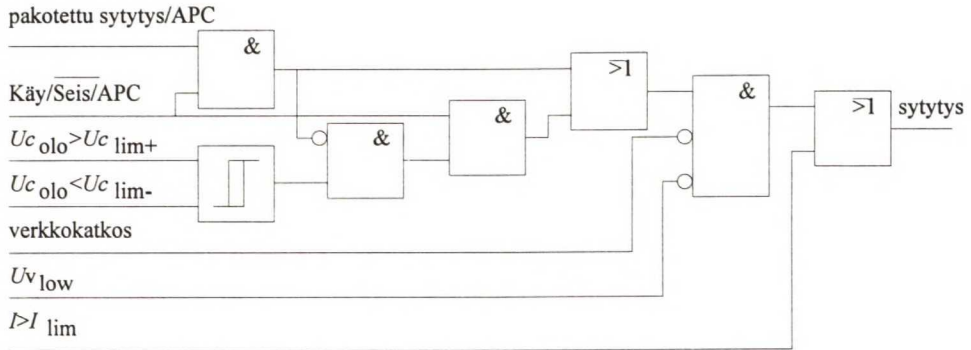 pakotettu sytytys/APC
&
Käy/Seis/APC
>1
&
>1
sytytys
&
&
Uc olo>Uc lim+
Uc olo<Uc lim-
verkkokatkos
Uv low
I>I lim